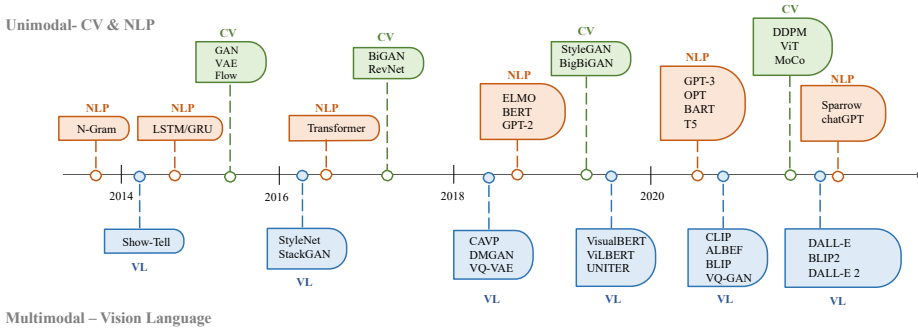 Unimodal- CV & NLP
CV
GAN
VAE
Flow
CV
BiGAN
RevNet
CV
StyleGAN
BigBiGAN
CV
DDPM
ViT
MoCo
NLP
N-Gram
NLP
LSTM/GRU
NLP
Transformer
NLP
ELMO
BERT
GPT-2
NLP
GPT-3
OPT
BART
T5
NLP
Sparrow
chatGPT
2014
2016
2018
2020
Show-Tell
VL
StyleNet
StackGAN
VL
CAVP
DMGAN
VQ-VAE
VL
VisualBERT
ViLBERT
UNITER
VL
CLIP
ALBEF
BLIP
VQ-GAN
VL
DALL-E
BLIP2
DALL-E 2
VL
Multimodal – Vision Language